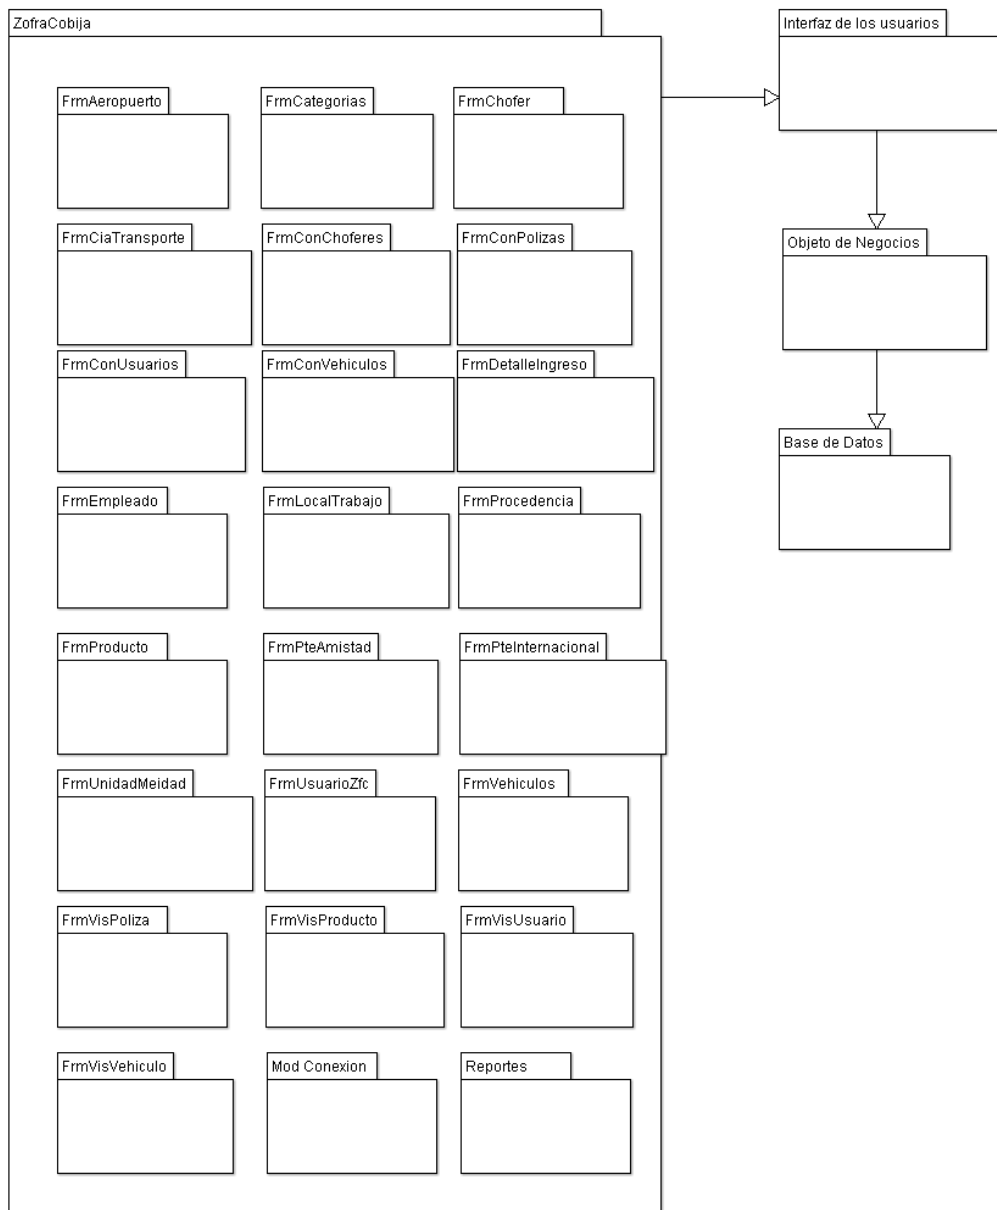 ZofraCobija
Interfaz de los usuarios
FrmAeropuerto
FrmCategorias
FrmChofer
FrmCiaTransporte
FrmConChoferes
FrmConPolizas
Objeto de Negocios
FrmConUsuarios
FrmConVehiculos
FrmDetalleIngreso
Base de Datos
FrmEmpleado
FrmLocalTrabajo
FrmProcedencia
FrmProducto
FrmPteAmistad
FrmPteInternacional
FrmUnidadMeidad
FrmUsuarioZfc
FrmVehiculos
FrmVisPoliza
FrmVisProducto
FrmVisUsuario
FrmVisVehiculo
Mod Conexion
Reportes